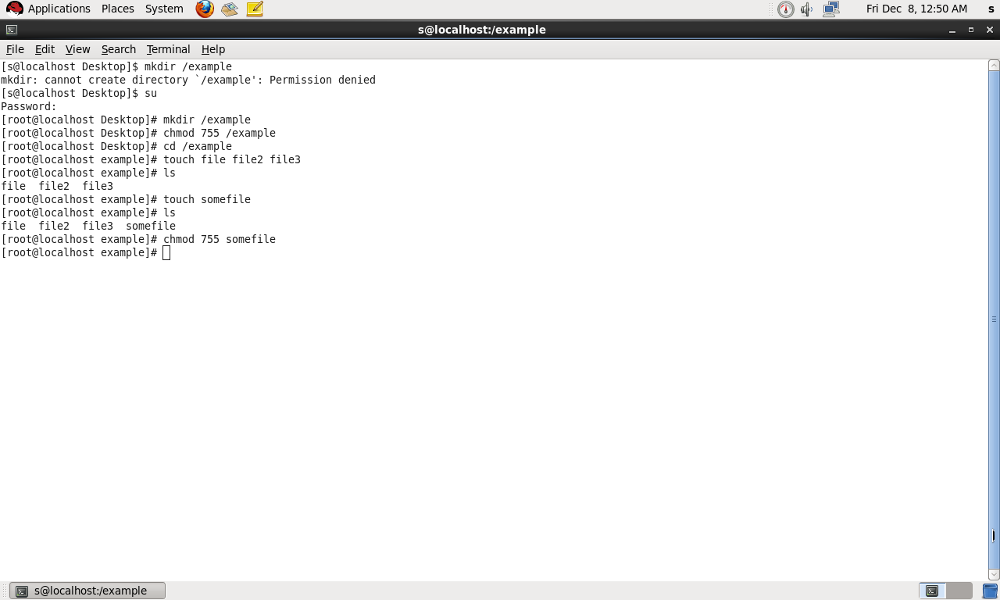 Applications Places System Fri Dec 8, 12:50 AM s
s@localhost:/example
File Edit View Search Terminal Help
[s@localhost Desktop]$ mkdir /example
mkdir: cannot create directory `/example': Permission denied
[s@localhost Desktop]$ su
Password:
[root@localhost Desktop]# mkdir /example
[root@localhost Desktop]# chmod 755 /example
[root@localhost Desktop]# cd /example
[root@localhost example]# touch file file2 file3
[root@localhost example]# ls
file  file2  file3
[root@localhost example]# touch somefile
[root@localhost example]# ls
file  file2  file3  somefile
[root@localhost example]# chmod 755 somefile
[root@localhost example]#
s@localhost:/example